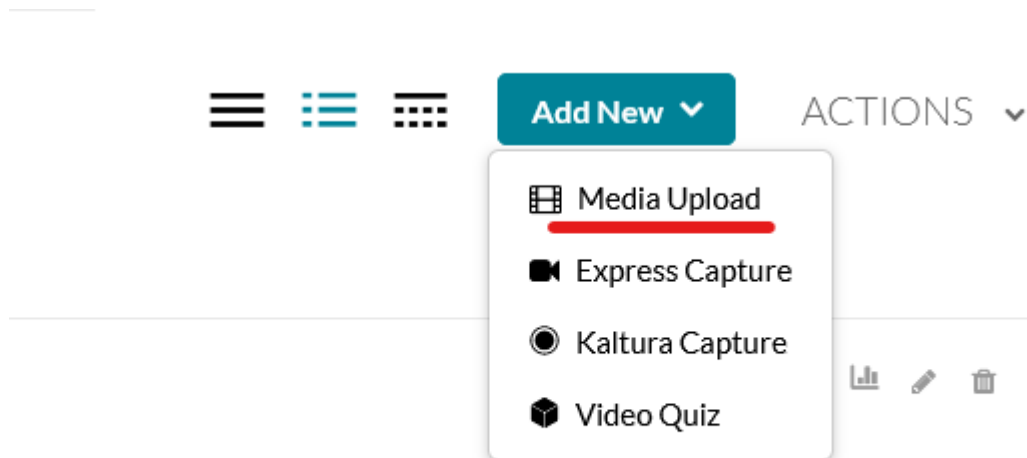 Add New
ACTIONS
Media Upload
Express Capture
Kaltura Capture
Video Quiz